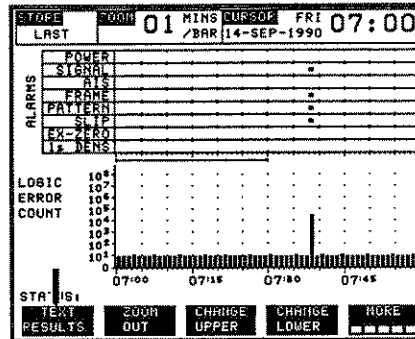 STORE LAST ZOOM 01 MINS /BAR CURSOR FRI 14-SEP-1990 07:00
ALARMS
POWER
SIGNAL
AIS
FRAME
PATTERN
SLIP
EX-ZERO
1s DENS
LOGIC ERROR COUNT
10⁸
10⁷
10⁶
10⁵
10⁴
10³
10²
10¹
0
07:00 07:15 07:30 07:45
STATUS:
TEXT RESULTS ZOOM OUT CHANGE UPPER CHANGE LOWER MORE